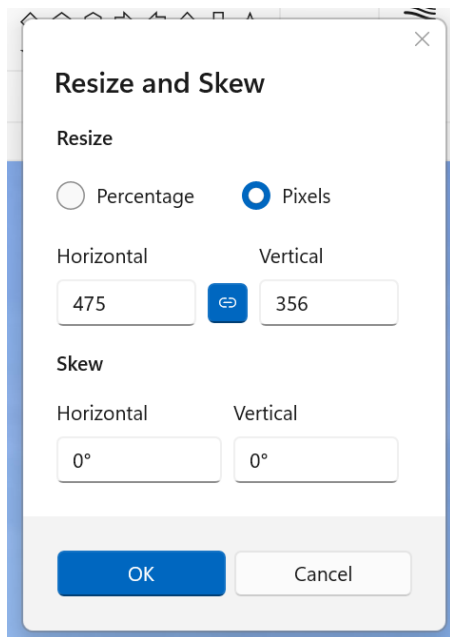 Resize and Skew
Resize
Percentage Pixels
Horizontal Vertical
475 356
Skew
Horizontal Vertical
0° 0°
OK Cancel